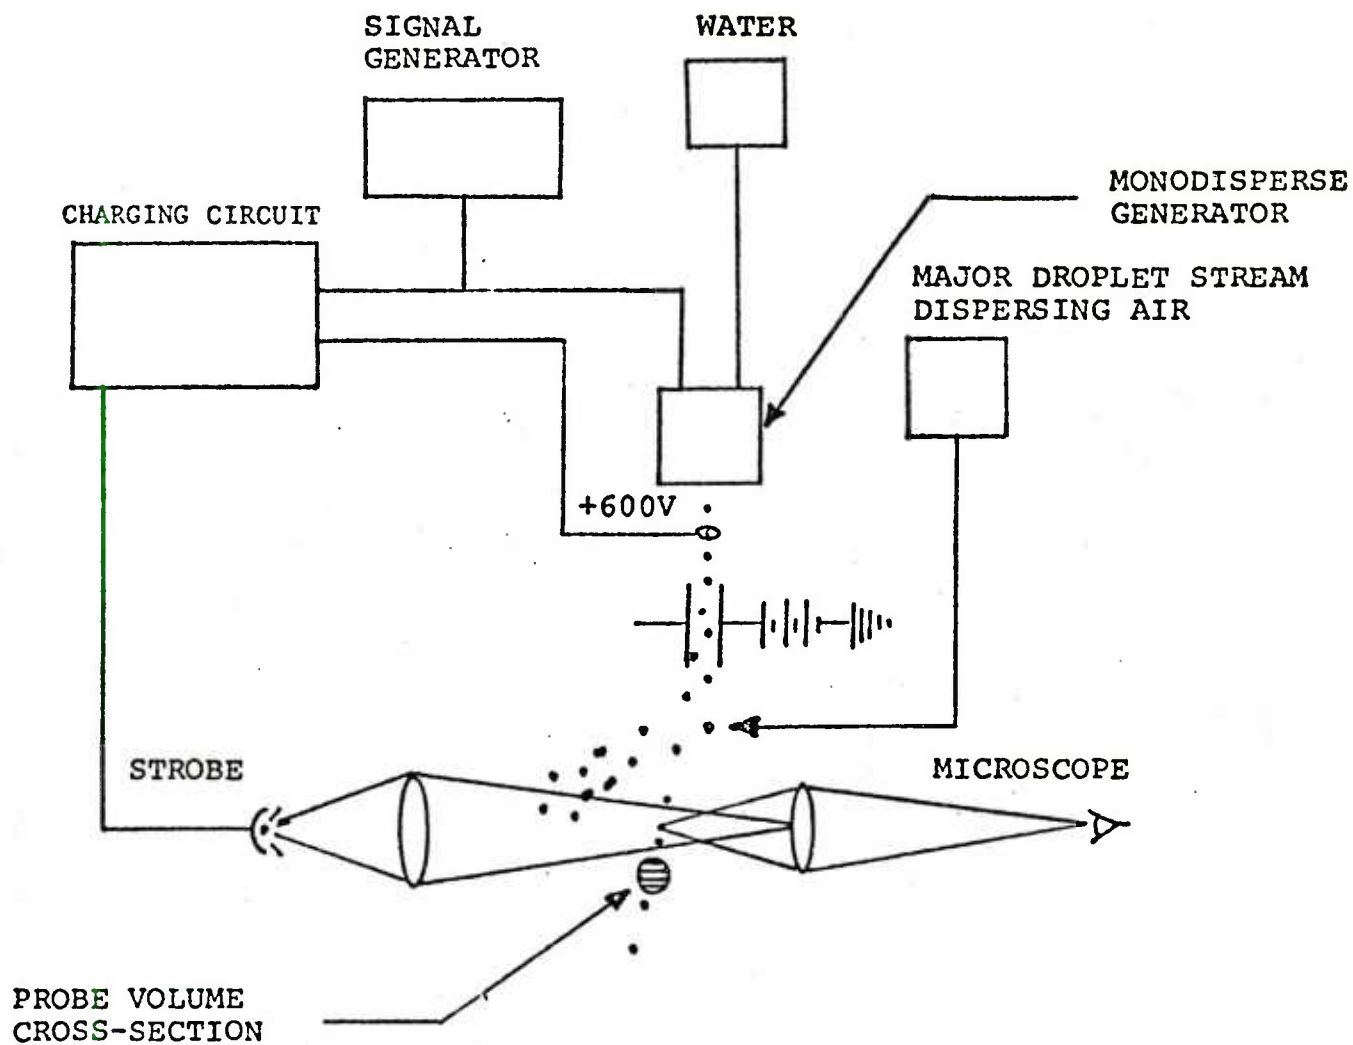 SIGNAL
GENERATOR
WATER
MONODISPERSE
GENERATOR
CHARGING CIRCUIT
MAJOR DROPLET STREAM
DISPERSING AIR
+600V
STROBE
MICROSCOPE
PROBE VOLUME
CROSS-SECTION